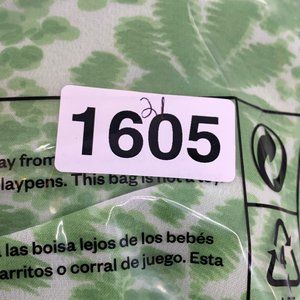 21
1605
ay from
laypens. This bag is not a toy
a las boisa lejos de los bebés
arritos o corral de juego. Esta